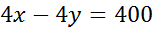 4x − 4y = 400